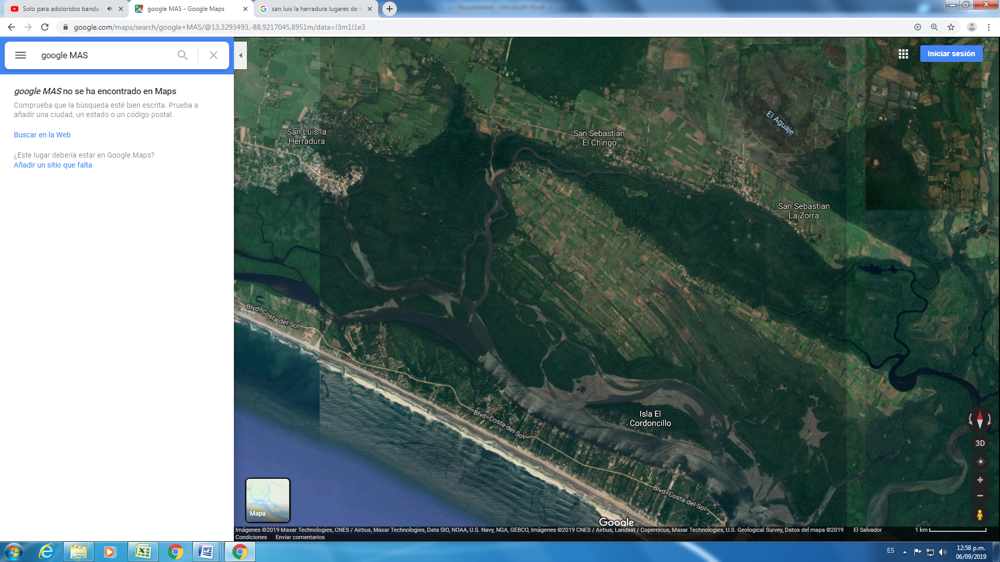 Solo para adoloridos banda
google MAS - Google Maps
san luis la herradura lugares de in
google.com/maps/search/google+MAS/@13.3293493,-88.9217045,8951m/data=!3m1!1e3
google MAS
Iniciar sesión
google MAS no se ha encontrado en Maps
Comprueba que la búsqueda esté bien escrita. Prueba a
añadir una ciudad, un estado o un código postal.
Buscar en la Web
¿Este lugar debería estar en Google Maps?
Añadir un sitio que falta
San Luis la
Herradura
San Sebastian
El Chingo
El Aguaje
San Sebastian
La Zorra
Blvd. Costa del Sol
Blvd. Costa del Sol
Isla El
Cordoncillo
Blvd. Costa del Sol
3D
Mapa
Google
Imágenes ©2019 Maxar Technologies, CNES / Airbus, Maxar Technologies, Data SIO, NOAA, U.S. Navy, NGA, GEBCO, Imágenes ©2019 CNES / Airbus, Landsat / Copernicus, Maxar Technologies, U.S. Geological Survey, Datos del mapa ©2019
El Salvador
1 km
Condiciones
Enviar comentarios
ES
12:58 p.m.
06/09/2019